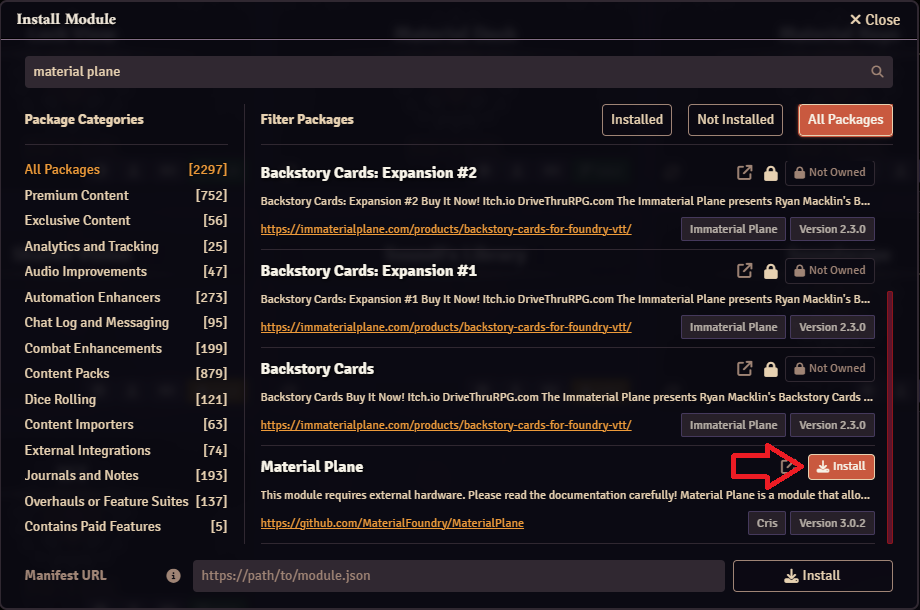 Install Module
Close
material plane
Package Categories
Filter Packages
Installed
Not Installed
All Packages
All Packages [2297]
Premium Content [752]
Exclusive Content [56]
Analytics and Tracking [25]
Audio Improvements [47]
Automation Enhancers [273]
Chat Log and Messaging [95]
Combat Enhancements [199]
Content Packs [879]
Dice Rolling [121]
Content Importers [63]
External Integrations [74]
Journals and Notes [193]
Overhauls or Feature Suites [137]
Contains Paid Features [5]
Backstory Cards: Expansion #2
Not Owned
Backstory Cards: Expansion #2 Buy It Now! Itch.io DriveThruRPG.com The Immaterial Plane presents Ryan Macklin's B...
https://immaterialplane.com/products/backstory-cards-for-foundry-vtt/
Immaterial Plane
Version 2.3.0
Backstory Cards: Expansion #1
Not Owned
Backstory Cards: Expansion #1 Buy It Now! Itch.io DriveThruRPG.com The Immaterial Plane presents Ryan Macklin's B...
https://immaterialplane.com/products/backstory-cards-for-foundry-vtt/
Immaterial Plane
Version 2.3.0
Backstory Cards
Not Owned
Backstory Cards Buy It Now! Itch.io DriveThruRPG.com The Immaterial Plane presents Ryan Macklin's Backstory Cards ...
https://immaterialplane.com/products/backstory-cards-for-foundry-vtt/
Immaterial Plane
Version 2.3.0
Material Plane
Install
This module requires external hardware. Please read the documentation carefully! Material Plane is a module that allo...
https://github.com/MaterialFoundry/MaterialPlane
Cris
Version 3.0.2
Manifest URL
https://path/to/module.json
Install